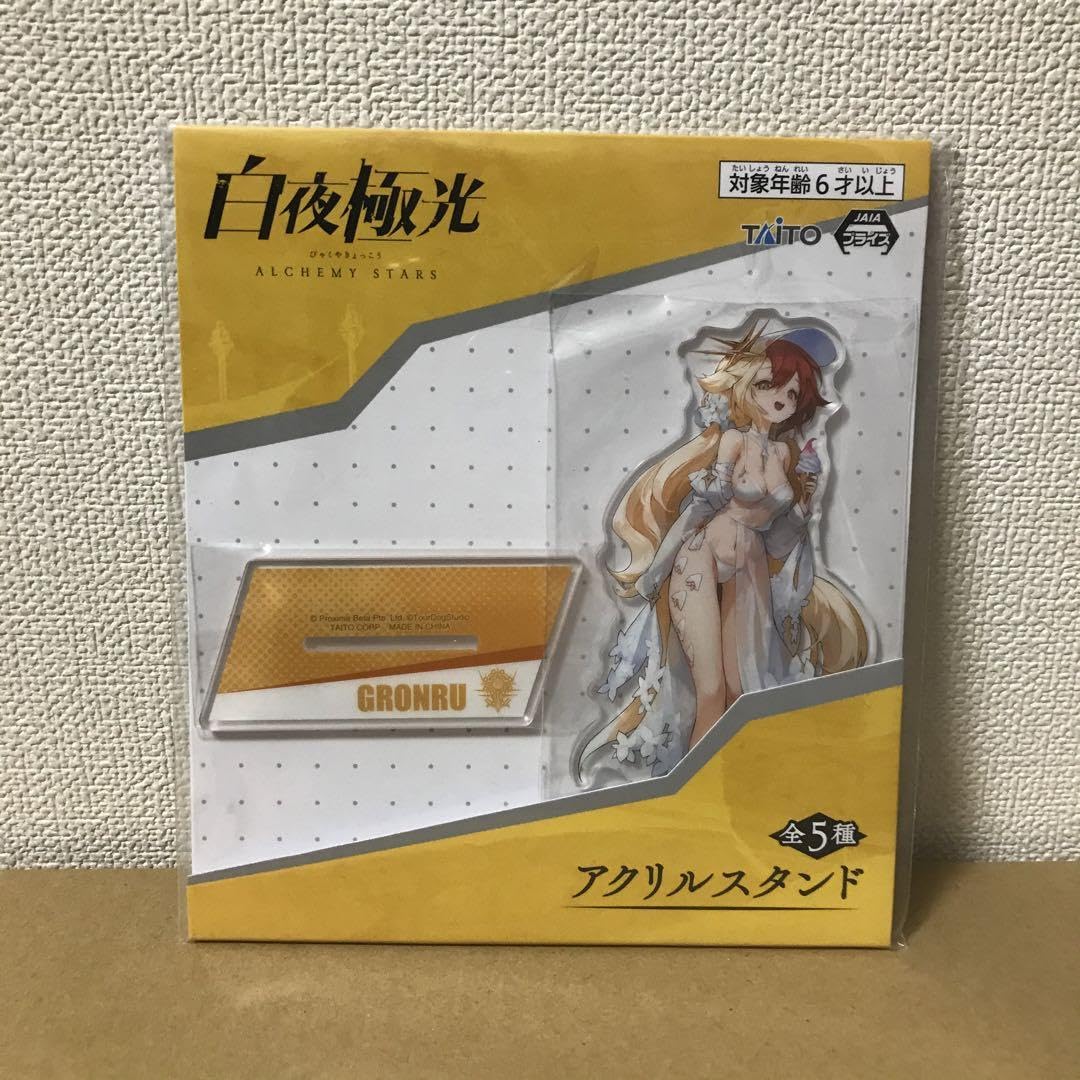 白夜極光
びゃくやきょっこう
ALCHEMY STARS
たいしょうねんれい さいいじょう
対象年齢6才以上
TAITO
JAIA
プライズ
© Proxima Beta Pte. Ltd. ©TourDogStudio
TAITO CORP. MADE IN CHINA
GRONRU
全5種
アクリルスタンド